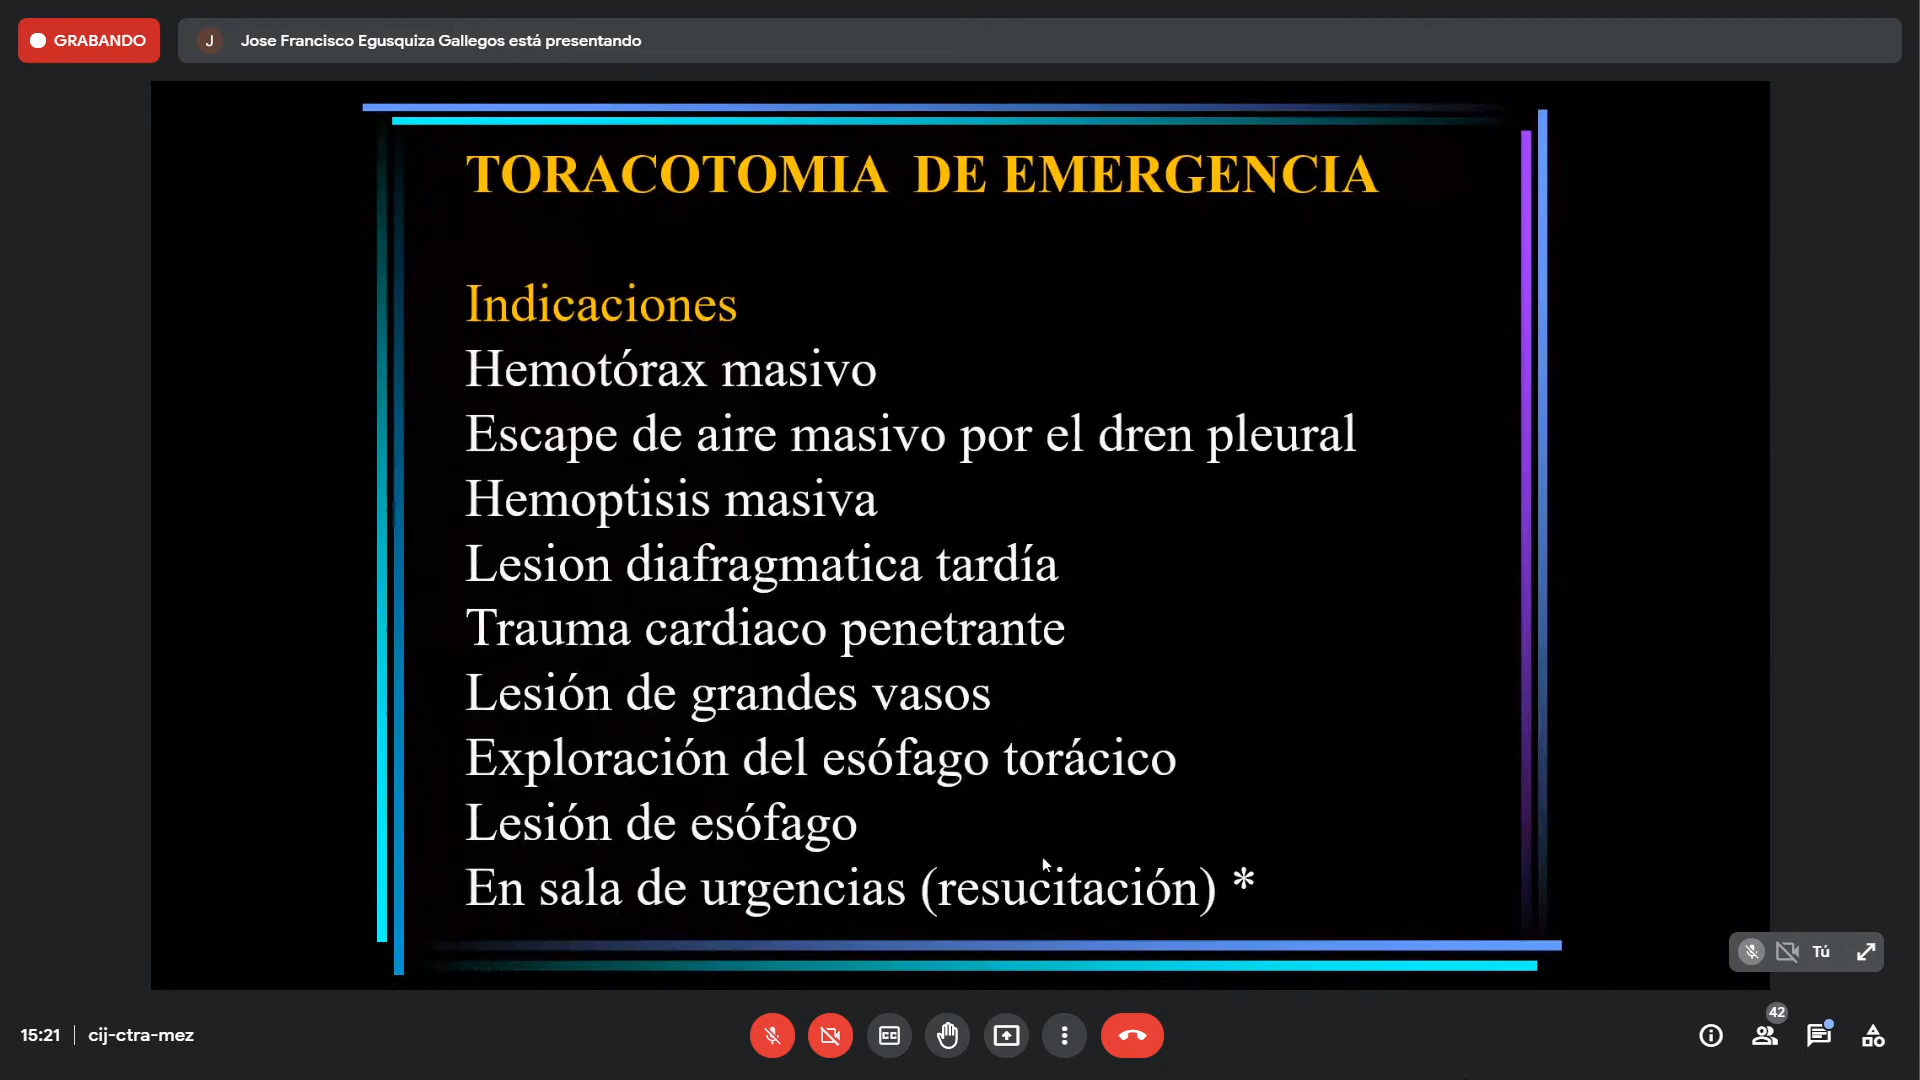 GRABANDO
J
Jose Francisco Egusquiza Gallegos está presentando
TORACOTOMIA DE EMERGENCIA
Indicaciones
Hemotórax masivo
Escape de aire masivo por el dren pleural
Hemoptisis masiva
Lesion diafragmatica tardía
Trauma cardiaco penetrante
Lesión de grandes vasos
Exploración del esófago torácico
Lesión de esófago
En sala de urgencias (resucitación) *
Tú
15:21
cij-ctra-mez
CC
42